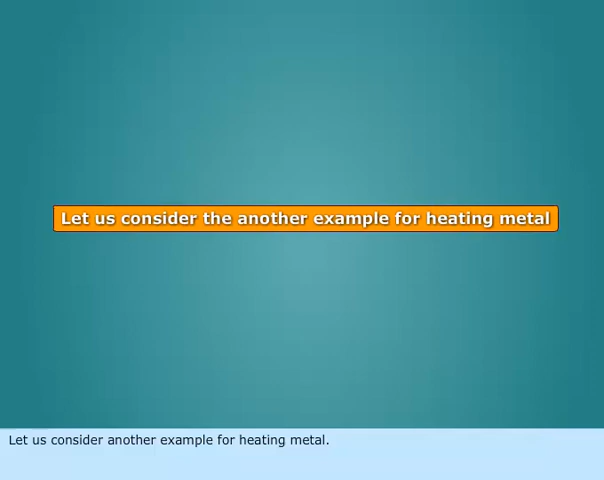 Let us consider the another example for heating metal
Let us consider another example for heating metal.